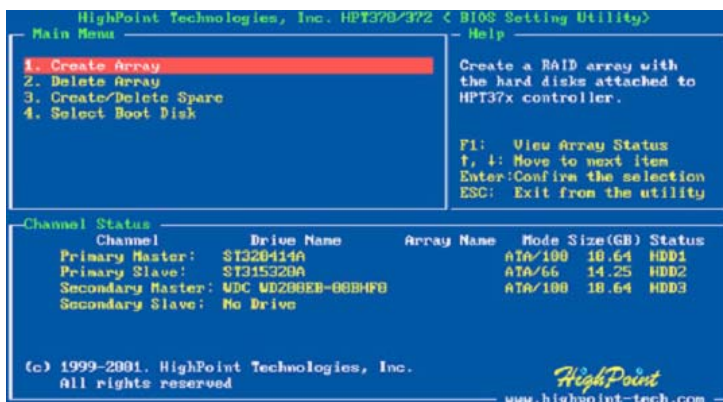 HighPoint Technologies, Inc. HPT370/372 < BIOS Setting Utility>
Main Menu
1. Create Array
2. Delete Array
3. Create/Delete Spare
4. Select Boot Disk
Help
Create a RAID array with
the hard disks attached to
HPT37x controller.
F1: View Array Status
↑, ↓: Move to next item
Enter:Confirm the selection
ESC: Exit from the utility
Channel Status
Channel Drive Name Array Name Mode Size(GB) Status
Primary Master: ST320414A ATA/100 18.64 HDD1
Primary Slave: ST315320A ATA/66 14.25 HDD2
Secondary Master: WDC WD200EB-00BHF0 ATA/100 18.64 HDD3
Secondary Slave: No Drive
(c) 1999-2001. HighPoint Technologies, Inc.
All rights reserved
HighPoint
www.highpoint-tech.com